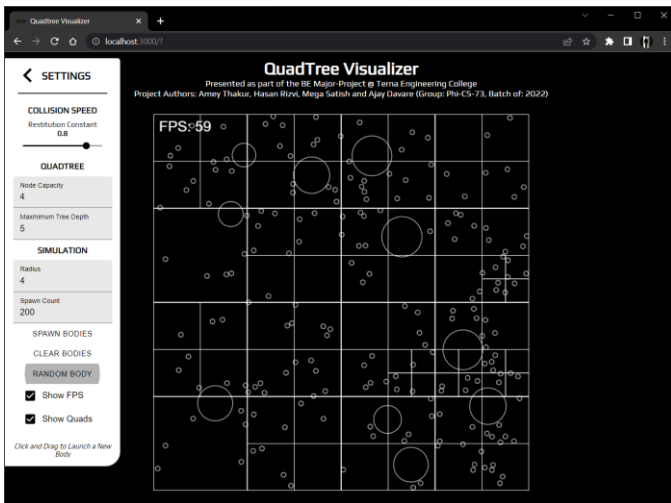 Quadtree Visualizer
localhost:3000/?
SETTINGS
COLLISION SPEED
Restitution Constant
0.8
QUADTREE
Node Capacity
4
Maxmimum Tree Depth
5
SIMULATION
Radius
4
Spawn Count
200
SPAWN BODIES
CLEAR BODIES
RANDOM BODY
Show FPS
Show Quads
Click and Drag to Launch a New
Body
QuadTree Visualizer
Presented as part of the BE Major-Project @ Terna Engineering College
Project Authors: Amey Thakur, Hasan Rizvi, Mega Satish and Ajay Davare (Group: Phi-CS-73, Batch of: 2022)
FPS: 59